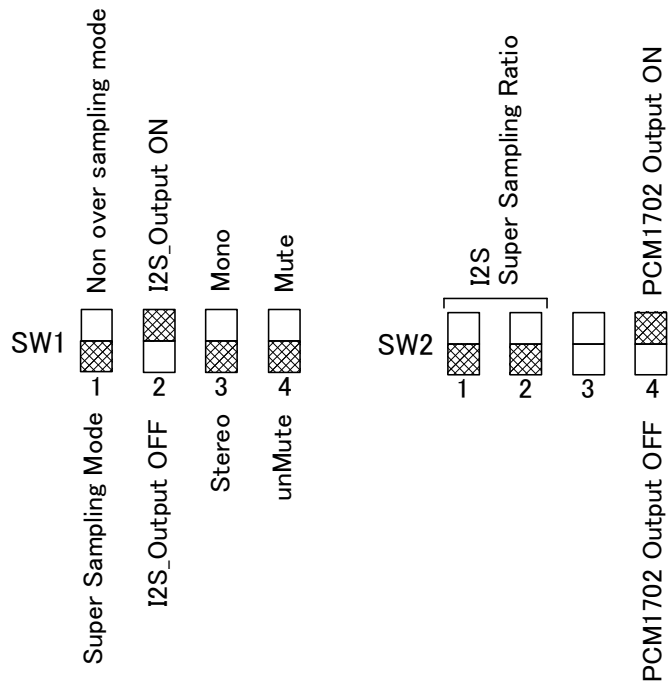 Non over sampling mode
I2S_Output ON
Mono
Mute
SW1
1
2
3
4
Super Sampling Mode
I2S_Output OFF
Stereo
unMute
I2S
Super Sampling Ratio
PCM1702 Output ON
SW2
1
2
3
4
PCM1702 Output OFF